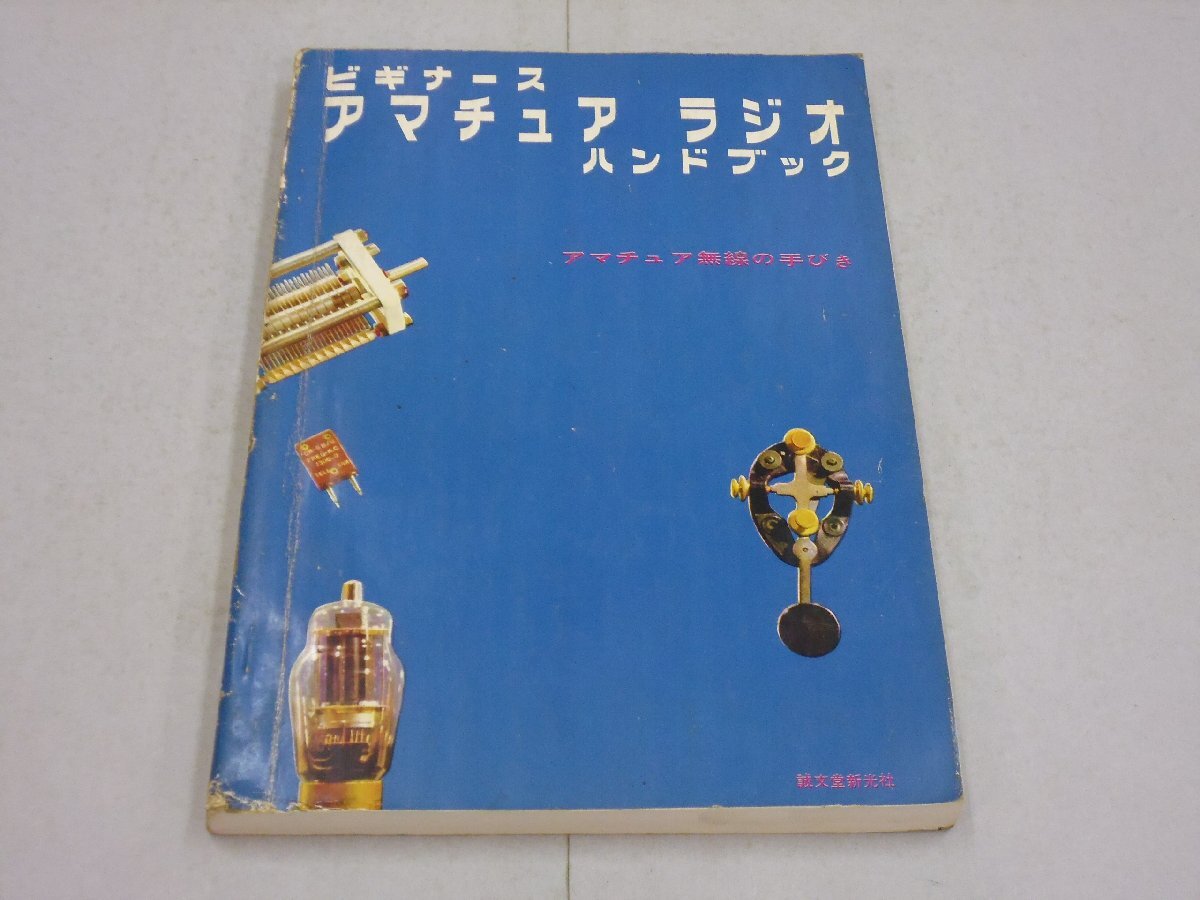 ビギナース
アマチュア ラジオ
ハンドブック
アマチュア無線の手びき
誠文堂新光社